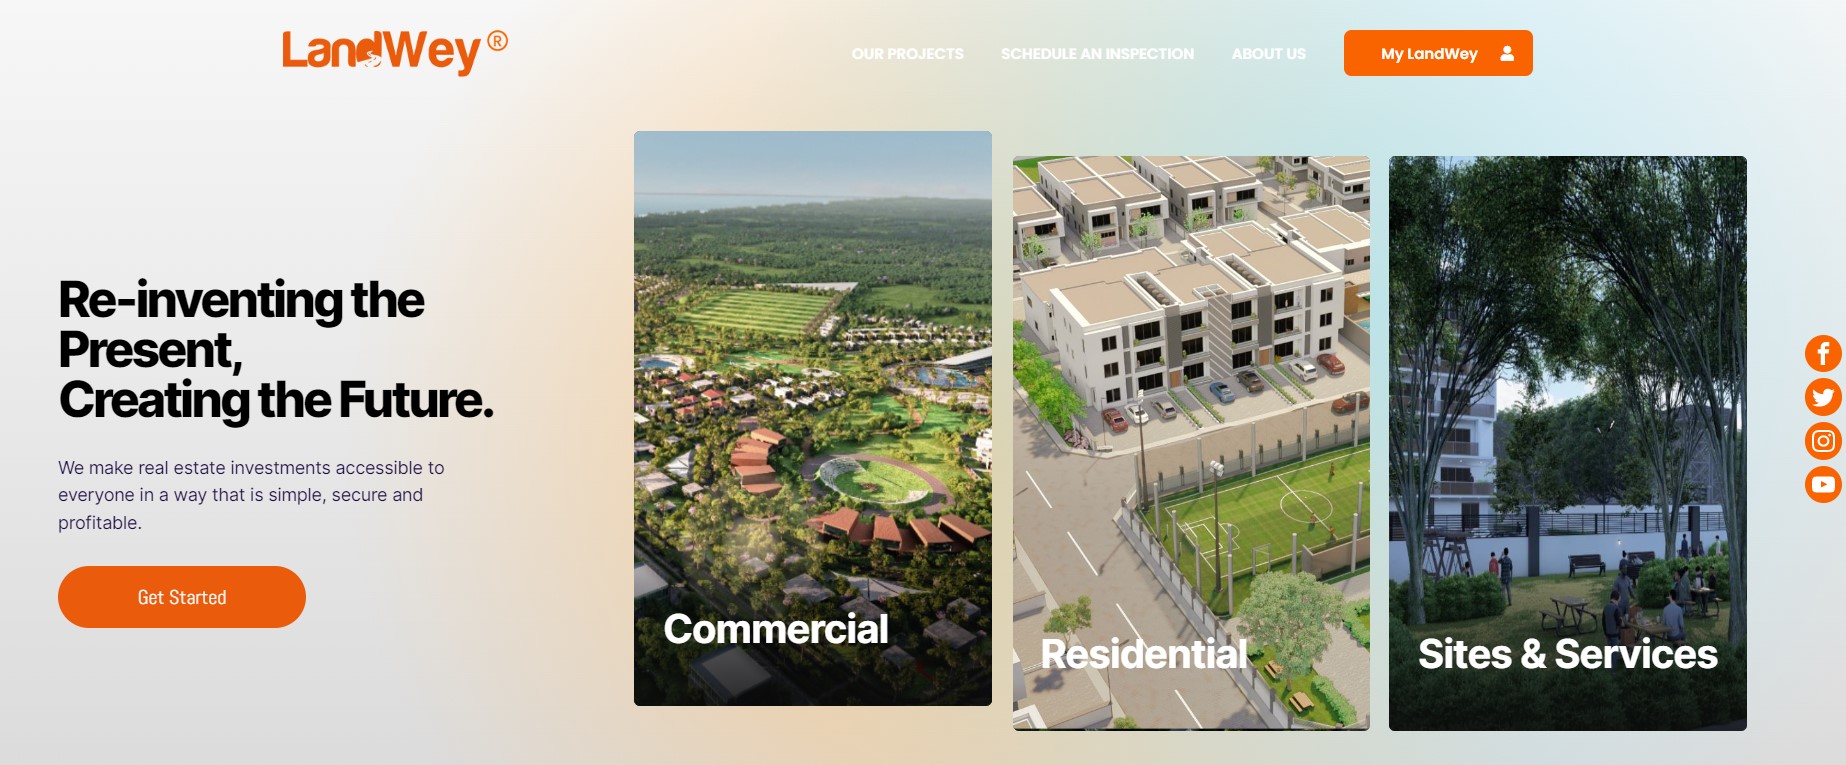 LandWey®
OUR PROJECTS
SCHEDULE AN INSPECTION
ABOUT US
My LandWey
Re-inventing the
Present,
Creating the Future.
We make real estate investments accessible to
everyone in a way that is simple, secure and
profitable.
Get Started
Commercial
Residential
Sites & Services